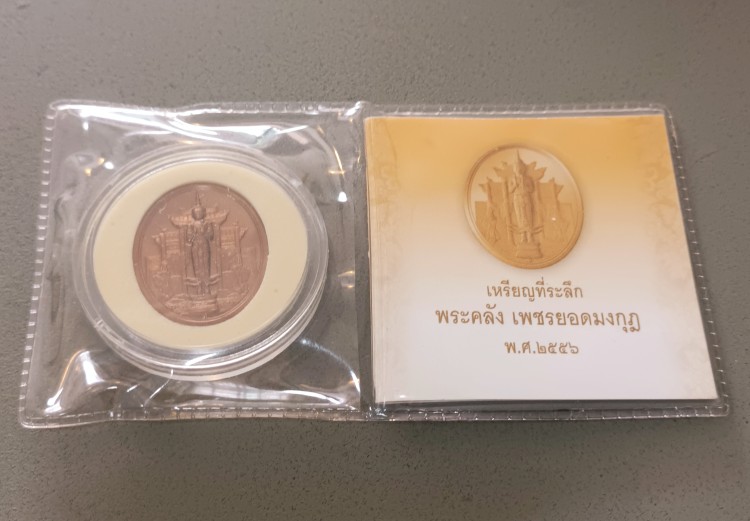 เหรียญที่ระลึก
พระคลัง เพชรยอดมงกุฎ
พ.ศ.๒๕๕๖